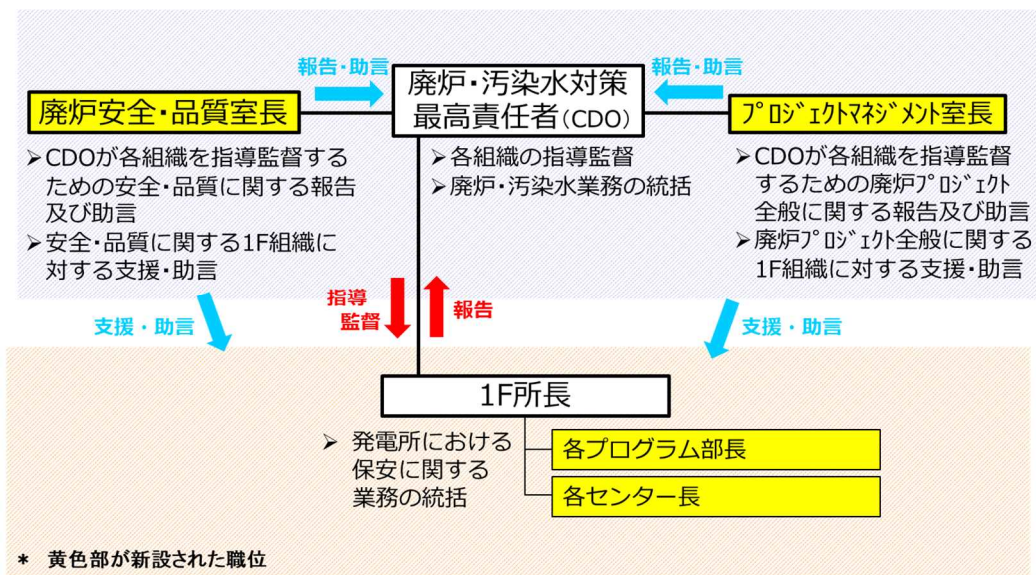 報告・助言
報告・助言
廃炉安全・品質室長
廃炉・汚染水対策
最高責任者(CDO)
ﾌﾟﾛｼﾞｪｸﾄﾏﾈｼﾞﾒﾝﾄ室長
➢CDOが各組織を指導監督する
ための安全・品質に関する報告
及び助言
➢安全・品質に関する1F組織に
対する支援・助言
➢各組織の指導監督
➢廃炉・汚染水業務の統括
➢CDOが各組織を指導監督
するための廃炉ﾌﾟﾛｼﾞｪｸﾄ
全般に関する報告及び助言
➢廃炉ﾌﾟﾛｼﾞｪｸﾄ全般に関する
1F組織に対する支援・助言
支援・助言
指導
監督
報告
支援・助言
1F所長
➢ 発電所における
保安に関する
業務の統括
各プログラム部長
各センター長
* 黄色部が新設された職位